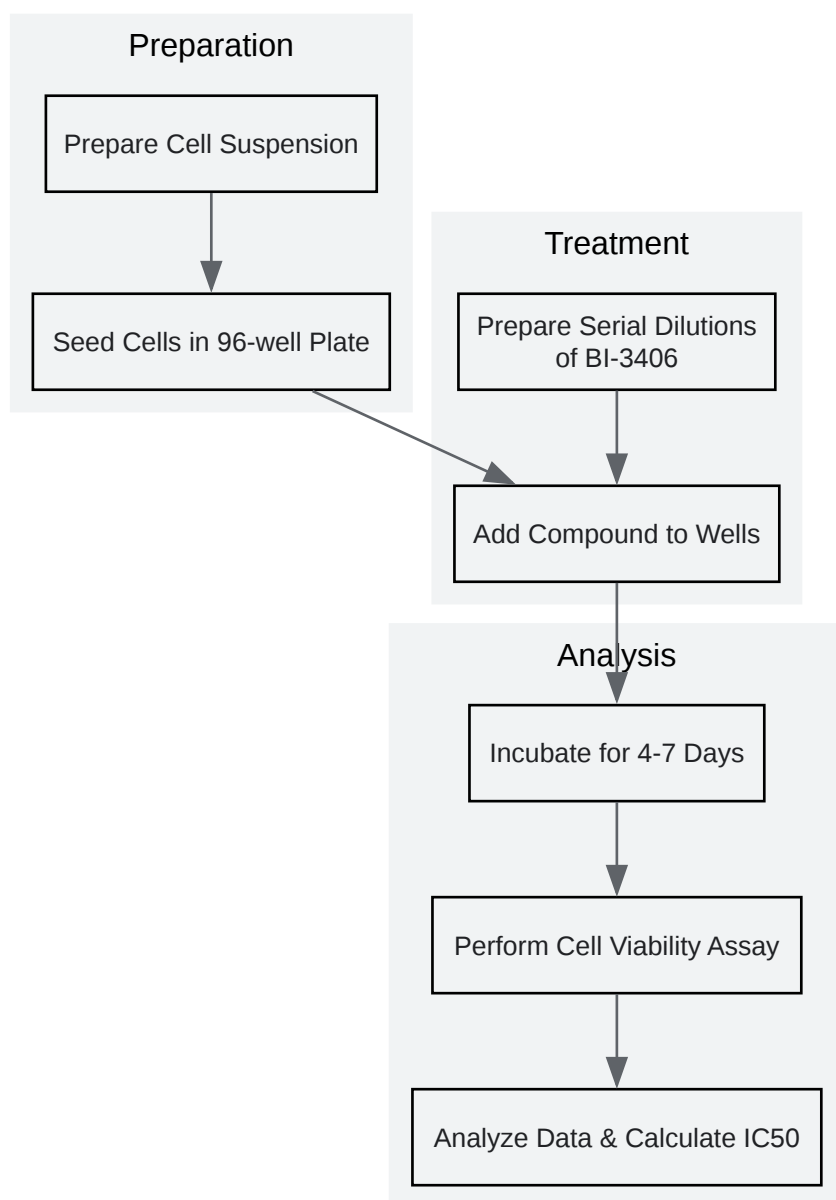 Preparation
Prepare Cell Suspension
Seed Cells in 96-well Plate
Treatment
Prepare Serial Dilutions
of BI-3406
Add Compound to Wells
Analysis
Incubate for 4-7 Days
Perform Cell Viability Assay
Analyze Data & Calculate IC50